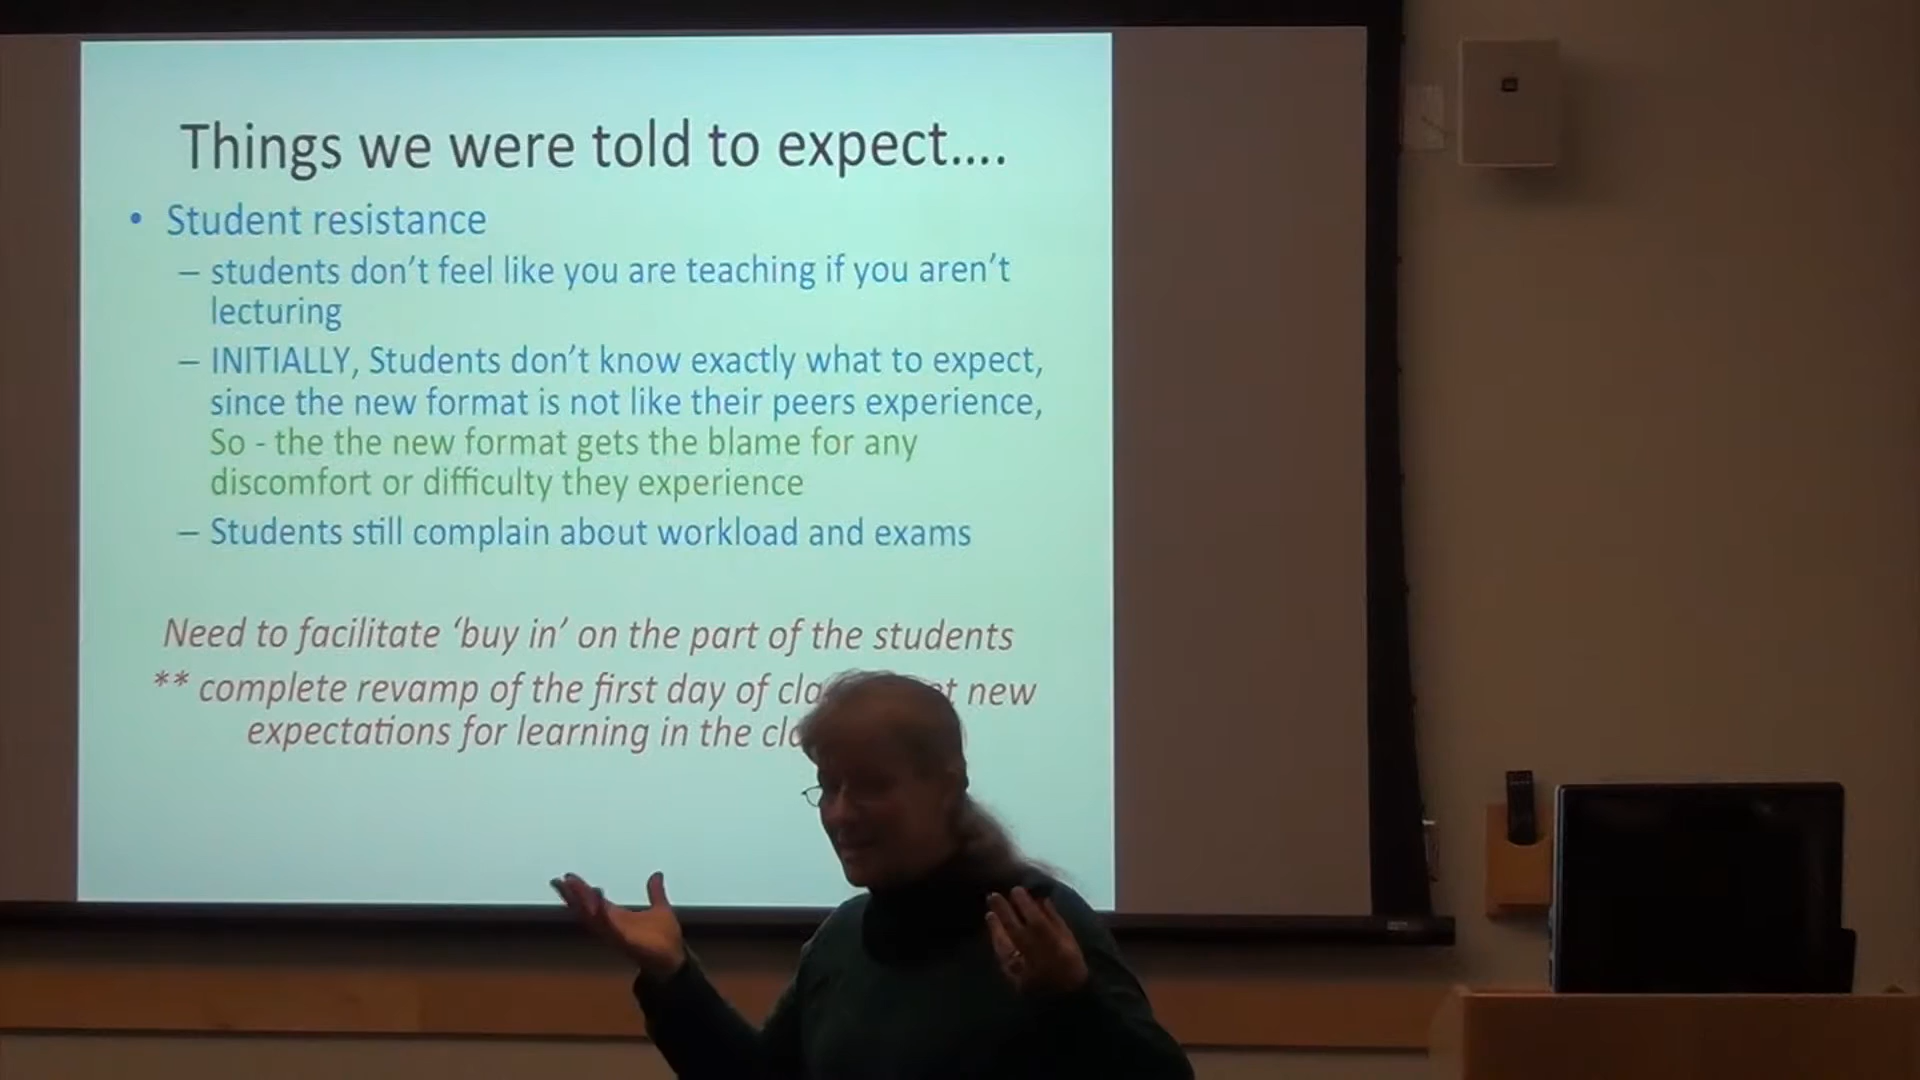 Things we were told to expect....
• Student resistance
– students don't feel like you are teaching if you aren't
lecturing
– INITIALLY, Students don't know exactly what to expect,
since the new format is not like their peers experience,
So - the the new format gets the blame for any
discomfort or difficulty they experience
– Students still complain about workload and exams
Need to facilitate 'buy in' on the part of the students
** complete revamp of the first day of new
expectations for learning in the